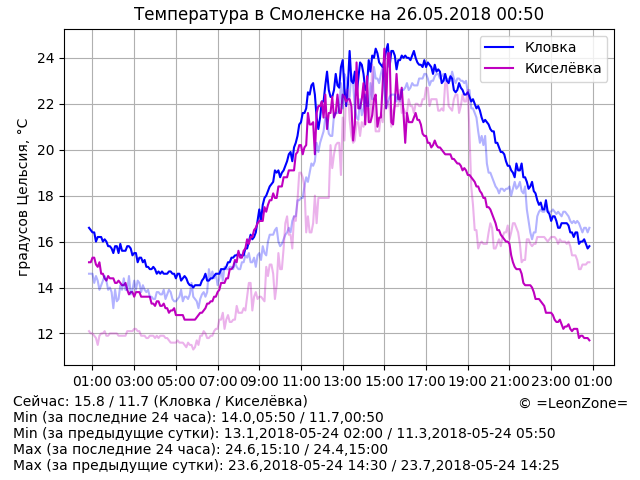 Температура в Смоленске на 26.05.2018 00:50
Кловка
Киселёвка
градусов Цельсия, °C
24
22
20
18
16
14
12
01:00 03:00 05:00 07:00 09:00 11:00 13:00 15:00 17:00 19:00 21:00 23:00 01:00
Сейчас: 15.8 / 11.7 (Кловка / Киселёвка)
© =LeonZone=
Min (за последние 24 часа): 14.0,05:50 / 11.7,00:50
Min (за предыдущие сутки): 13.1,2018-05-24 02:00 / 11.3,2018-05-24 05:50
Max (за последние 24 часа): 24.6,15:10 / 24.4,15:00
Max (за предыдущие сутки): 23.6,2018-05-24 14:30 / 23.7,2018-05-24 14:25